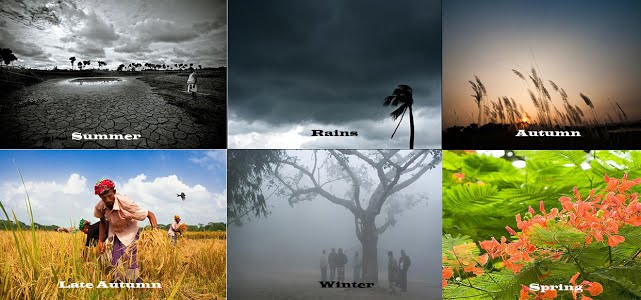 Summer
Rains
Autumn
Late Autumn
Winter
Spring